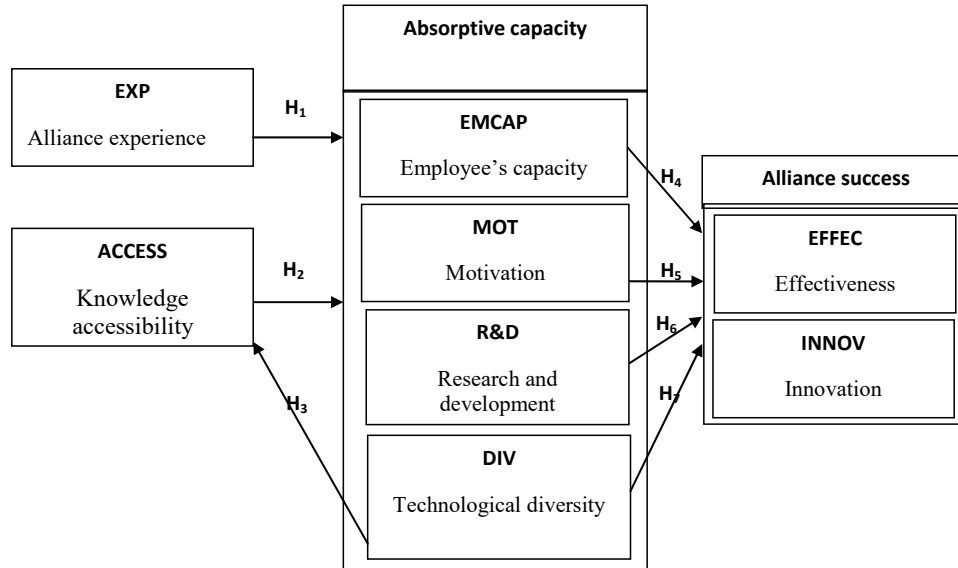 Absorptive capacity
EXP
Alliance experience
H1
EMCAP
Employee’s capacity
H4
Alliance success
ACCESS
Knowledge
accessibility
H2
MOT
Motivation
H5
EFFEC
Effectiveness
R&D
Research and
development
H6
INNOV
Innovation
H3
H7
DIV
Technological diversity